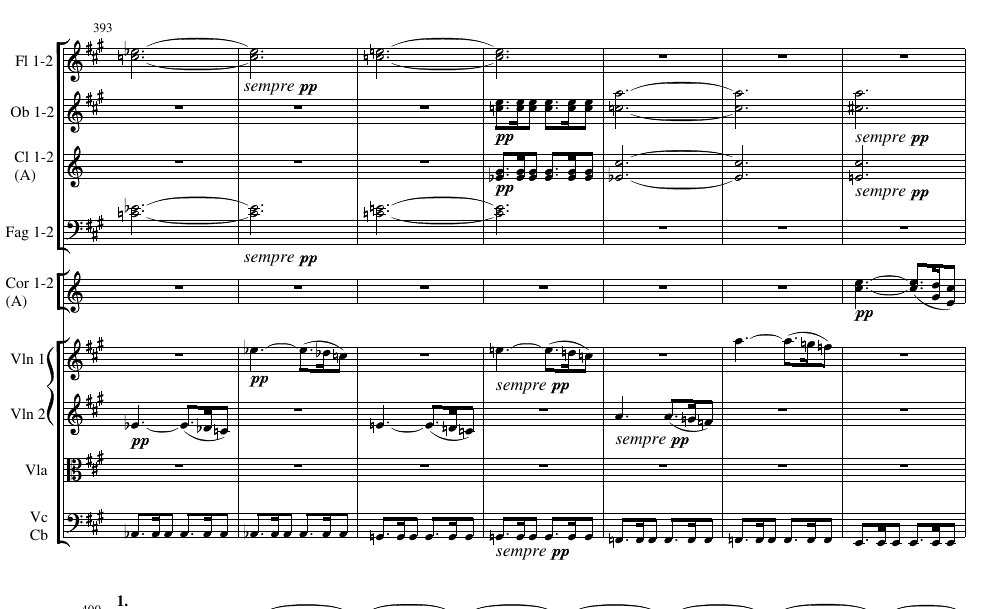 393
Fl 1-2
sempre pp
Ob 1-2
pp
sempre pp
Cl 1-2
(A)
pp
sempre pp
Fag 1-2
sempre pp
Cor 1-2
(A)
pp
Vln 1
pp
sempre pp
Vln 2
pp
sempre pp
Vla
Vc
Cb
sempre pp
1.